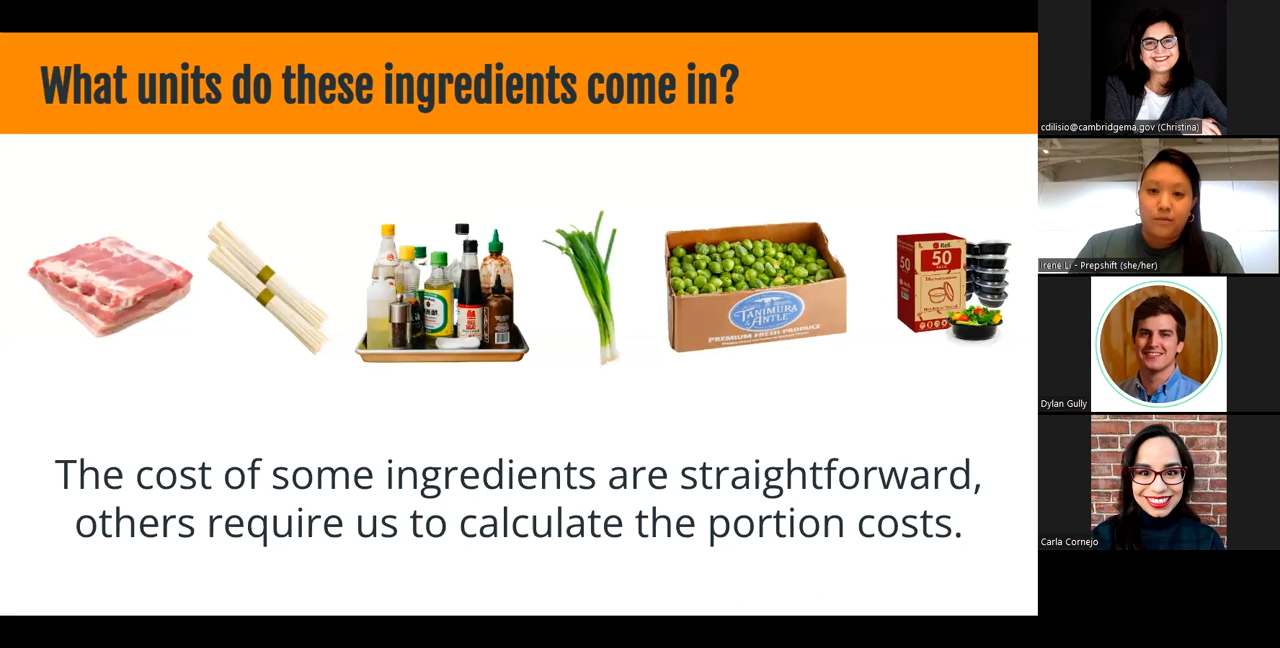 What units do these ingredients come in?
TANIMURA
& ANTLE
PREMIUM FRESH PRODUCE
50
50
The cost of some ingredients are straightforward,
others require us to calculate the portion costs.
cdilisio@cambridgema.gov (Christina)
Irene Li - Prepshift (she/her)
Dylan Gully
Carla Cornejo